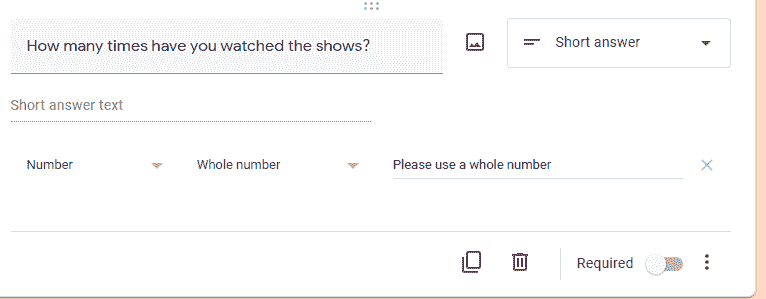 How many times have you watched the shows?
Short answer
Short answer text
Number
Whole number
Please use a whole number
Required